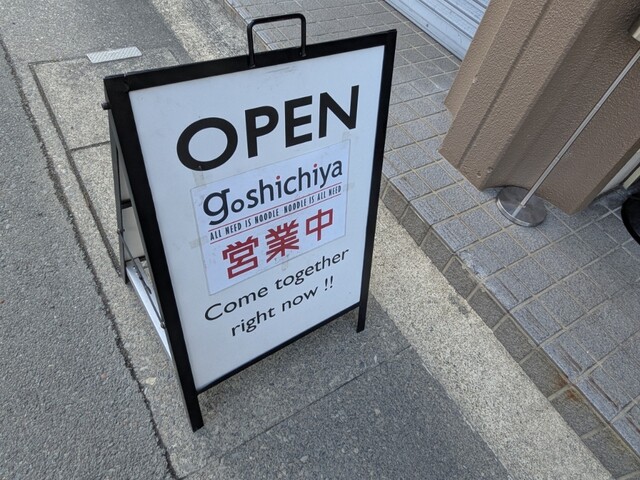 OPEN
goshichiya
ALL NEED IS NOODLE NOODLE IS ALL NEED
営業中
Come together
right now !!